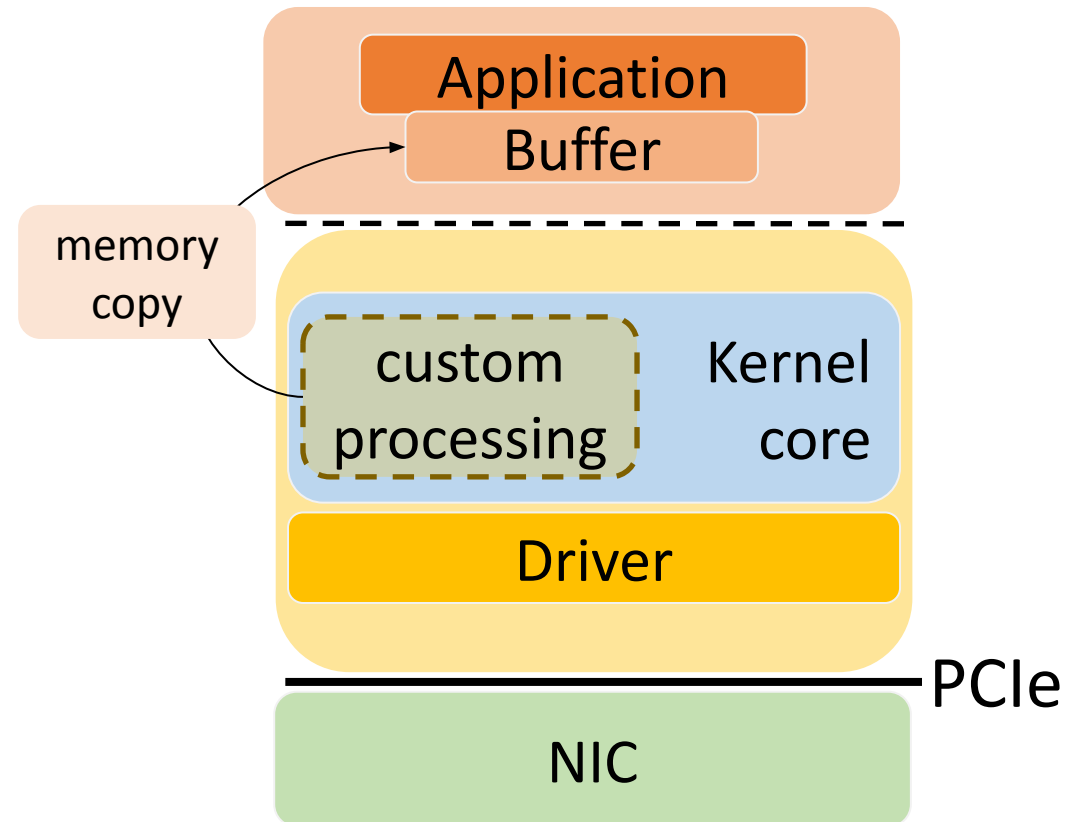 Application
Buffer
memory
copy
custom
processing
Kernel
core
Driver
PCIe
NIC